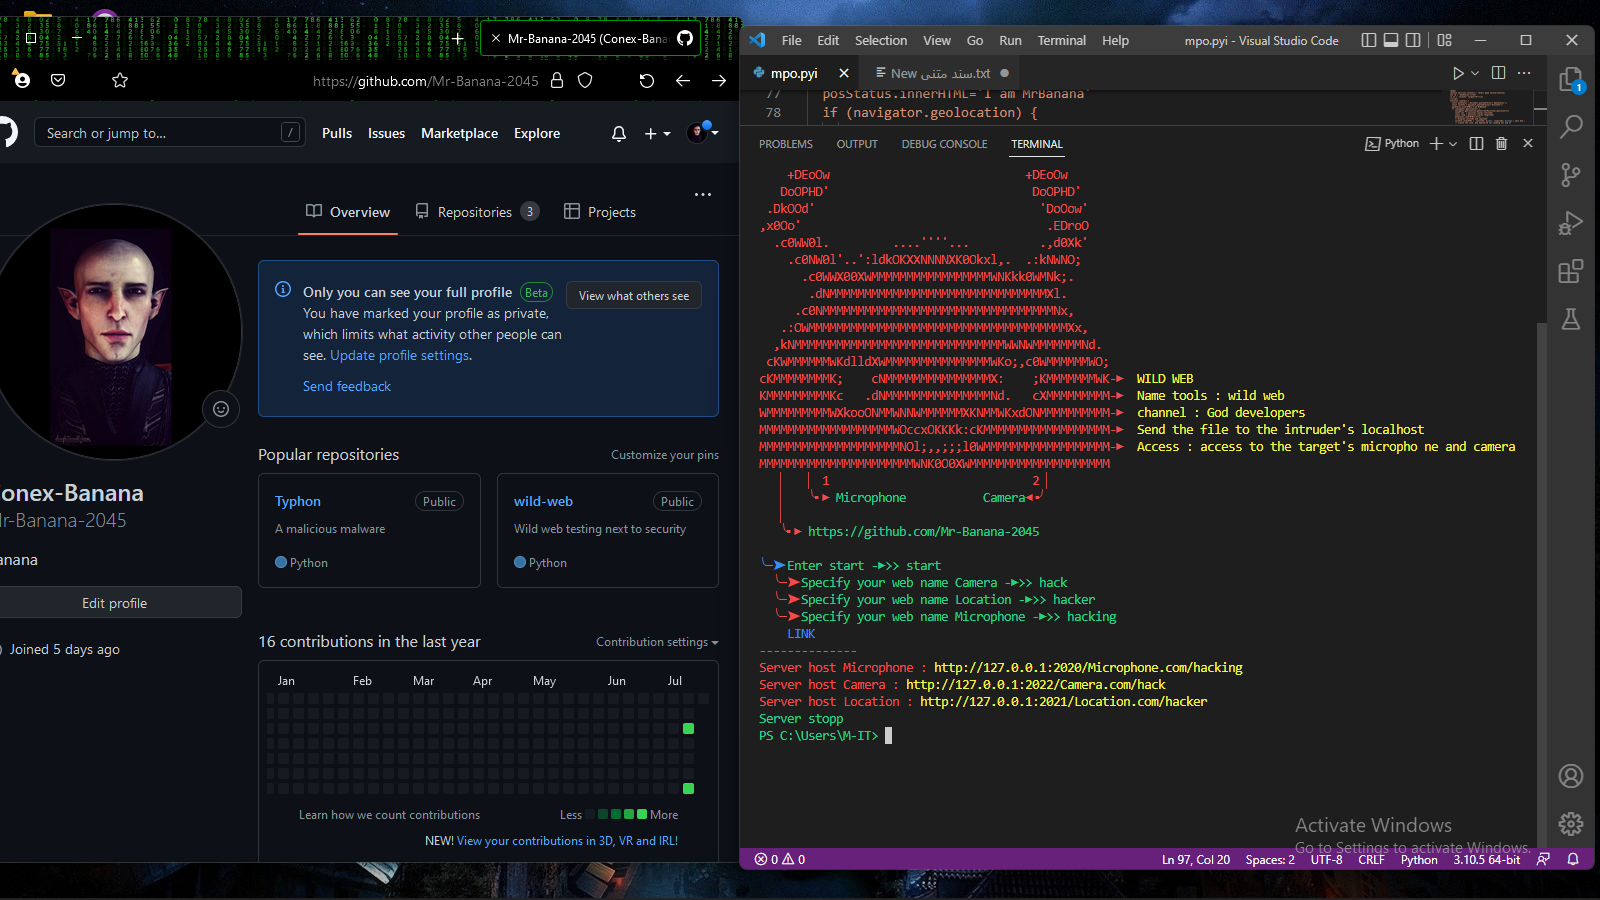 Mr-Banana-2045 (Conex-Bana
https://github.com/Mr-Banana-2045
Search or jump to...
/
Pulls
Issues
Marketplace
Explore
Overview
Repositories 3
Projects
Only you can see your full profile Beta
View what others see
You have marked your profile as private,
which limits what activity other people can
see. Update profile settings.
Send feedback
onex-Banana
r-Banana-2045
anana
Edit profile
Joined 5 days ago
Popular repositories
Customize your pins
Typhon
Public
A malicious malware
Python
wild-web
Public
Wild web testing next to security
Python
16 contributions in the last year
Contribution settings
Jan Feb Mar Apr May Jun Jul
Learn how we count contributions
Less
More
NEW! View your contributions in 3D, VR and IRL!
File Edit Selection View Go Run Terminal Help
mpo.pyi - Visual Studio Code
mpo.pyi
New سند متنی.txt
77 posStatus.innerHTML='I am MrBanana'
78 if (navigator.geolocation) {
PROBLEMS OUTPUT DEBUG CONSOLE TERMINAL
Python
1
+DEoOw +DEoOw
DoOPHD' DoOPHD'
.DkOOd' 'DoOow'
,x0Oo' .EDroO
.c0WW0l. ....''''... .,d0Xk'
WILD WEB
Name tools : wild web
channel : God developers
Send the file to the intruder's localhost
Access : access to the target's micropho ne and camera
1 2
Microphone Camera
https://github.com/Mr-Banana-2045
Enter start ->>> start
Specify your web name Camera ->>> hack
Specify your web name Location ->>> hacker
Specify your web name Microphone ->>> hacking
LINK
--------------
Server host Microphone : http://127.0.0.1:2020/Microphone.com/hacking
Server host Camera : http://127.0.0.1:2022/Camera.com/hack
Server host Location : http://127.0.0.1:2021/Location.com/hacker
Server stopp
PS C:\Users\M-IT>
Activate Windows
Go to Settings to activate Windows.
0 0
Ln 97, Col 20 Spaces: 2 UTF-8 CRLF Python 3.10.5 64-bit